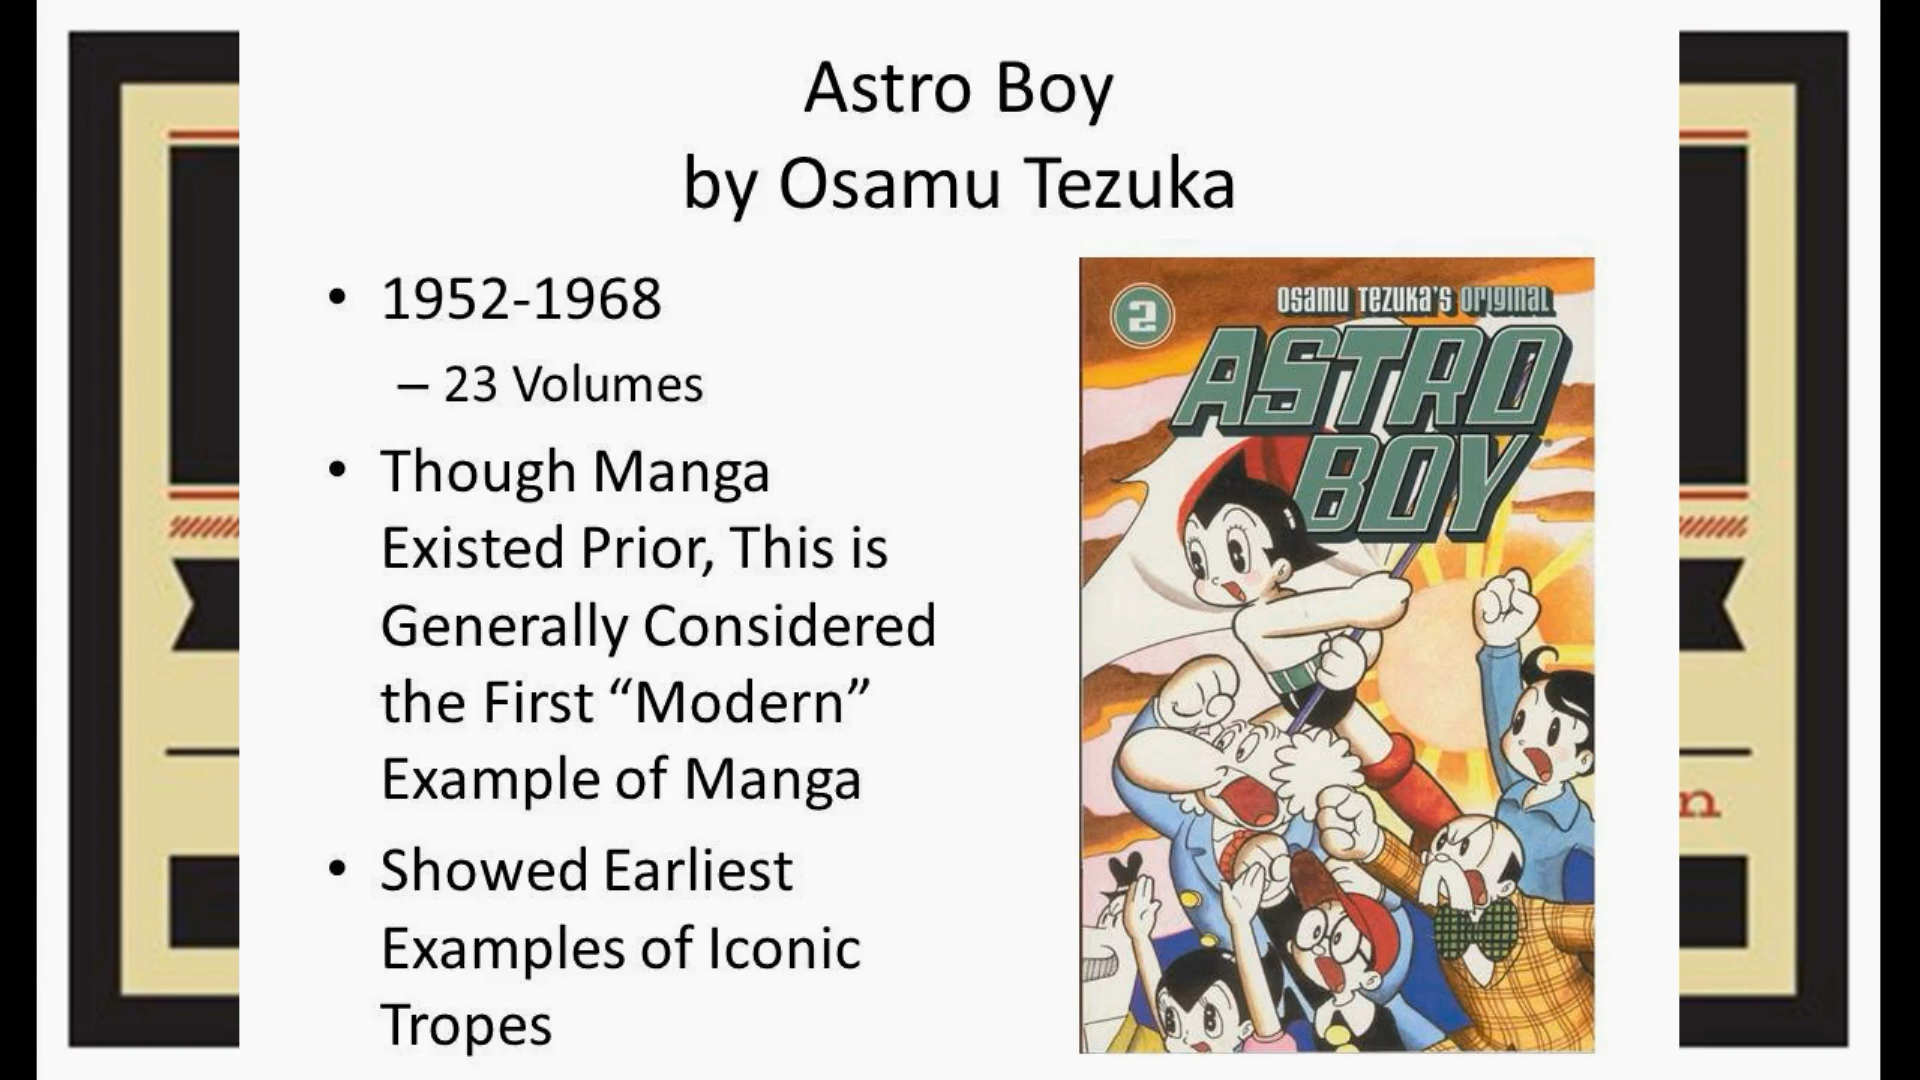 Astro Boy
by Osamu Tezuka
• 1952-1968
– 23 Volumes
• Though Manga
Existed Prior, This is
Generally Considered
the First “Modern”
Example of Manga
• Showed Earliest
Examples of Iconic
Tropes
2
OSAMU TEZUKA'S ORIGINAL
ASTRO
BOY
n